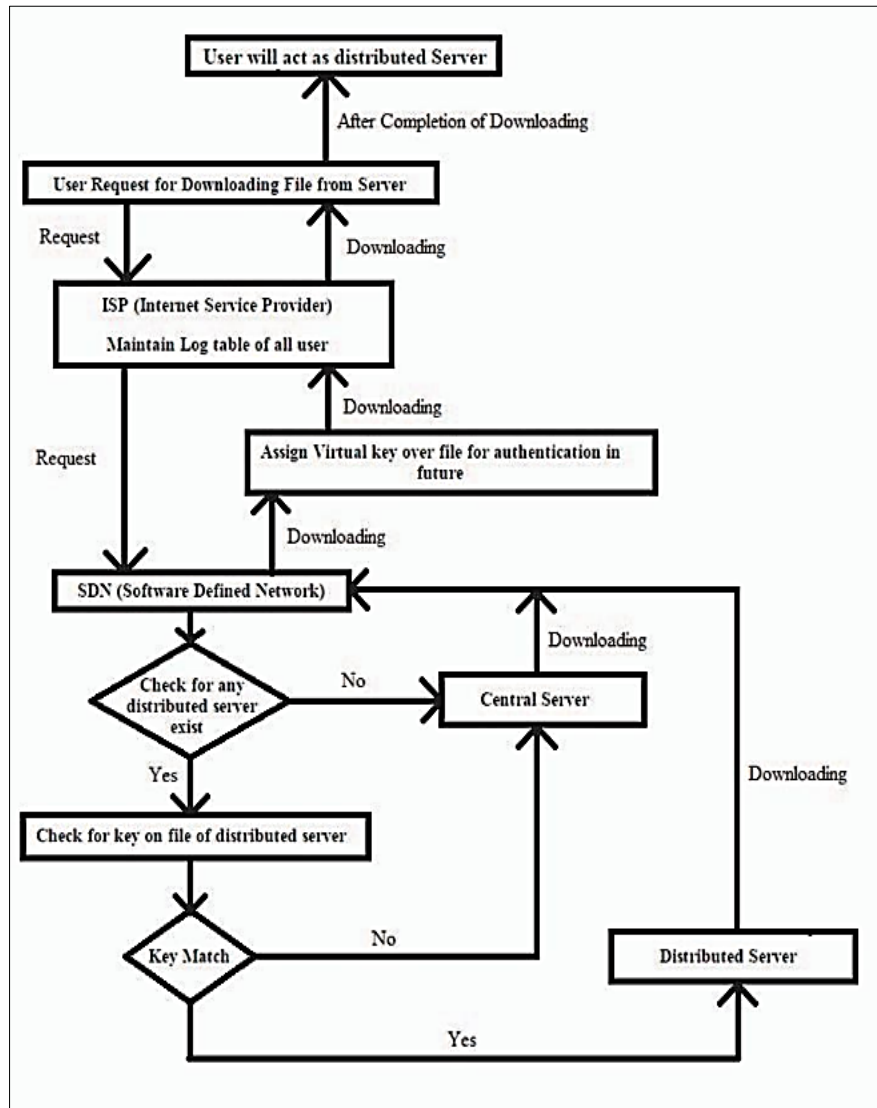 User will act as distributed Server
After Completion of Downloading
User Request for Downloading File from Server
Request
Downloading
ISP (Internet Service Provider)
Maintain Log table of all user
Downloading
Request
Assign Virtual key over file for authentication in
future
Downloading
SDN (Software Defined Network)
Downloading
Check for any
distributed server
exist
No
Central Server
Yes
Downloading
Check for key on file of distributed server
Key Match
No
Distributed Server
Yes